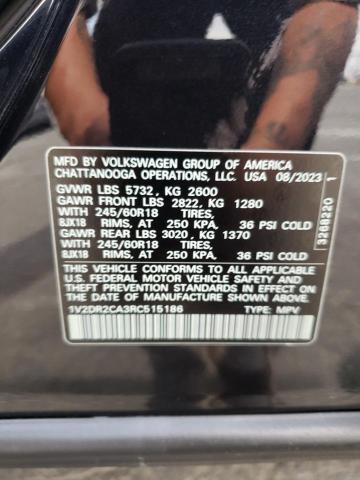 MFD BY VOLKSWAGEN GROUP OF AMERICA
CHATTANOOGA OPERATIONS, LLC. USA 08/2023
GVWR LBS 5732, KG 2600
GAWR FRONT LBS 2822, KG 1280
WITH 245/60R18 TIRES,
8JX18 RIMS, AT 250 KPA, 36 PSI COLD
GAWR REAR LBS 3020, KG 1370
WITH 245/60R18 TIRES,
8JX18 RIMS, AT 250 KPA, 36 PSI COLD
THIS VEHICLE CONFORMS TO ALL APPLICABLE
U.S. FEDERAL MOTOR VEHICLE SAFETY AND
THEFT PREVENTION STANDARDS IN EFFECT ON
THE DATE OF MANUFACTURE SHOWN ABOVE.
1V2DR2CA3RC515186 TYPE: MPV
3268220 1